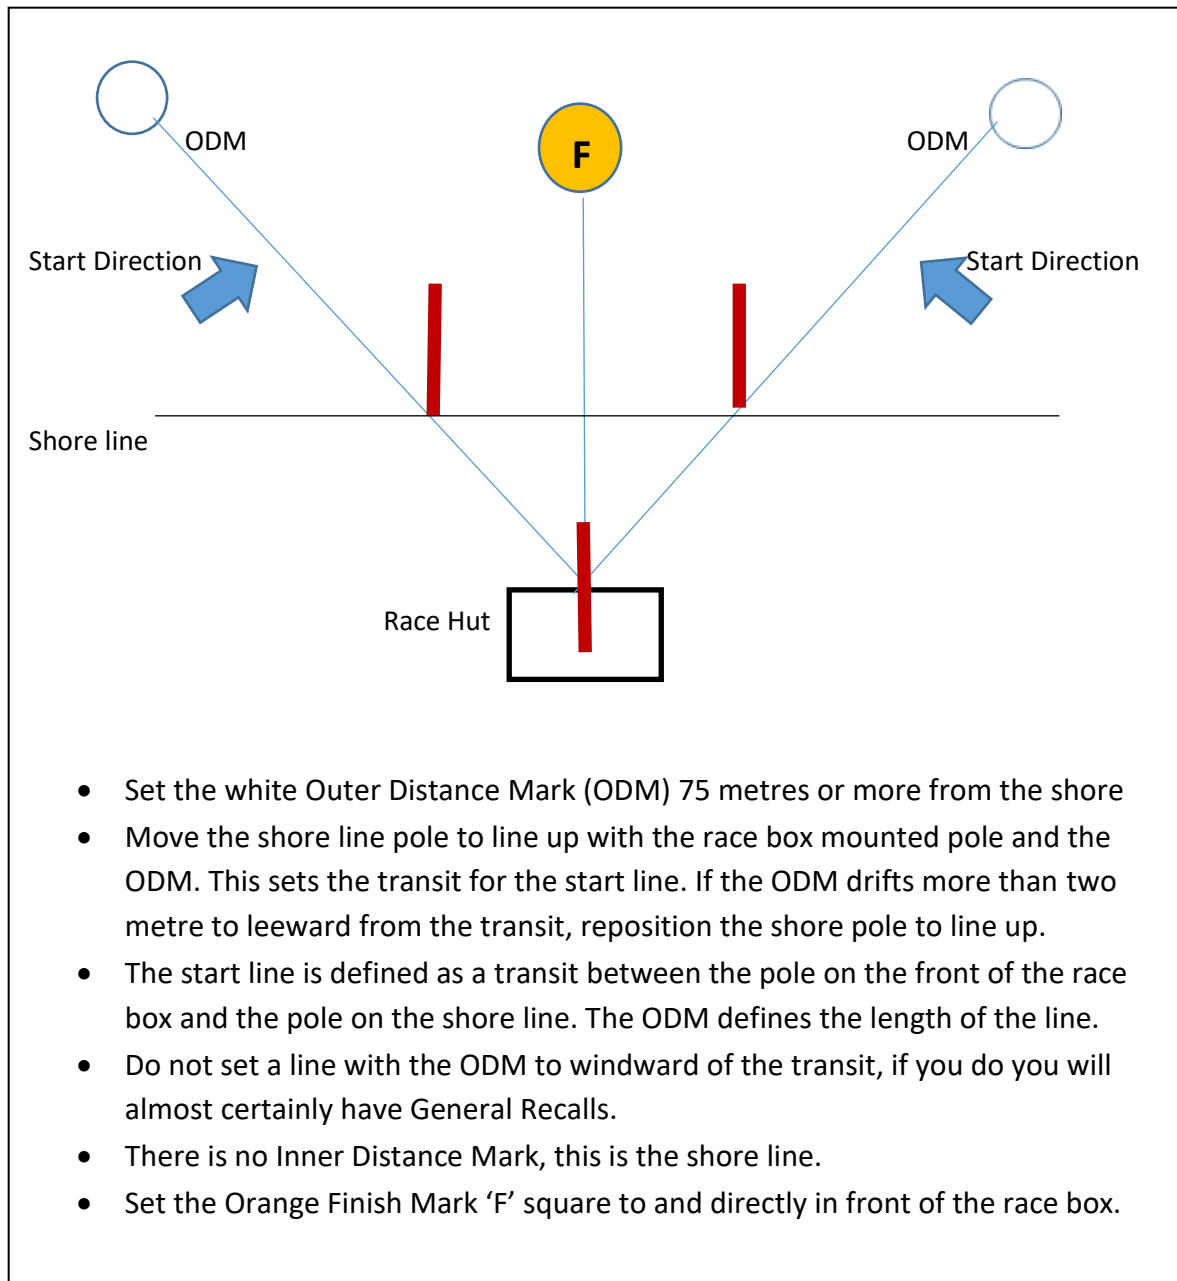 ODM
F
ODM
Start Direction
Start Direction
Shore line
Race Hut
• Set the white Outer Distance Mark (ODM) 75 metres or more from the shore
• Move the shore line pole to line up with the race box mounted pole and the
ODM. This sets the transit for the start line. If the ODM drifts more than two
metre to leeward from the transit, reposition the shore pole to line up.
• The start line is defined as a transit between the pole on the front of the race
box and the pole on the shore line. The ODM defines the length of the line.
• Do not set a line with the ODM to windward of the transit, if you do you will
almost certainly have General Recalls.
• There is no Inner Distance Mark, this is the shore line.
• Set the Orange Finish Mark ‘F’ square to and directly in front of the race box.